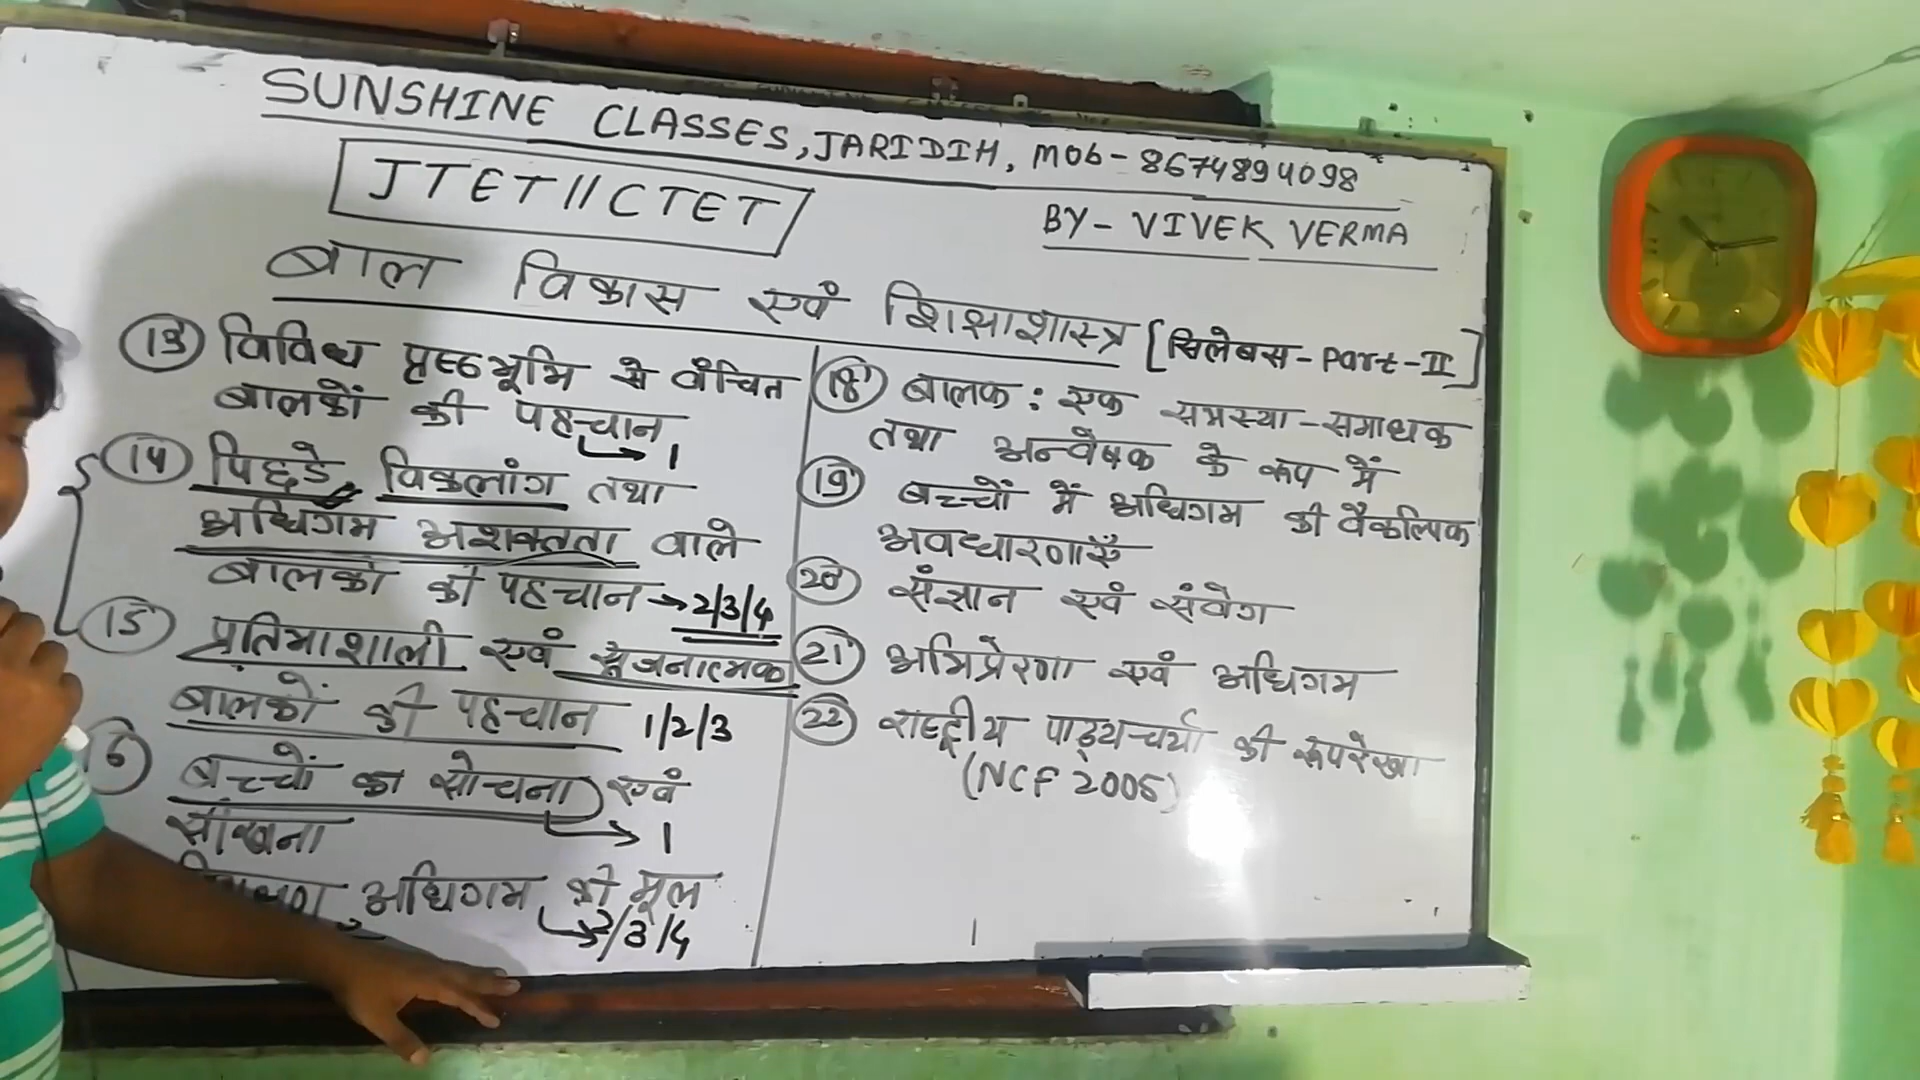 SUNSHINE CLASSES, JARIDIH, MOb-8674894098
JTET//CTET
BY-VIVEK VERMA
बाल विकास एवं शिक्षाशास्त्र [सिलेबस-Part-II]
(13) विविध पृष्ठभूमि से वंचित
बालकों की पहचान
→ 1
(14) पिछडे, विकलांग तथा
अधिगम अशक्तता वाले
बालको की पहचान → 2/3/4
(15) प्रतिभाशाली एवं सृजनात्मक
बालकों की पहचान 1/2/3
6 बच्चों का सोचना एवं
सीखना → 1
अधिगम की मूल
→ 2/3/4
(18) बालक : एक समस्या-समाधक
तथा अन्वेषक के रूप में
(19) बच्चों में अधिगम की वैकल्पिक
अवधारणाएँ
(20) संज्ञान एवं संवेग
(21) अभिप्रेरणा एवं अधिगम
(22) राष्ट्रीय पाठ्यचर्या की रूपरेखा
(NCF 2005)